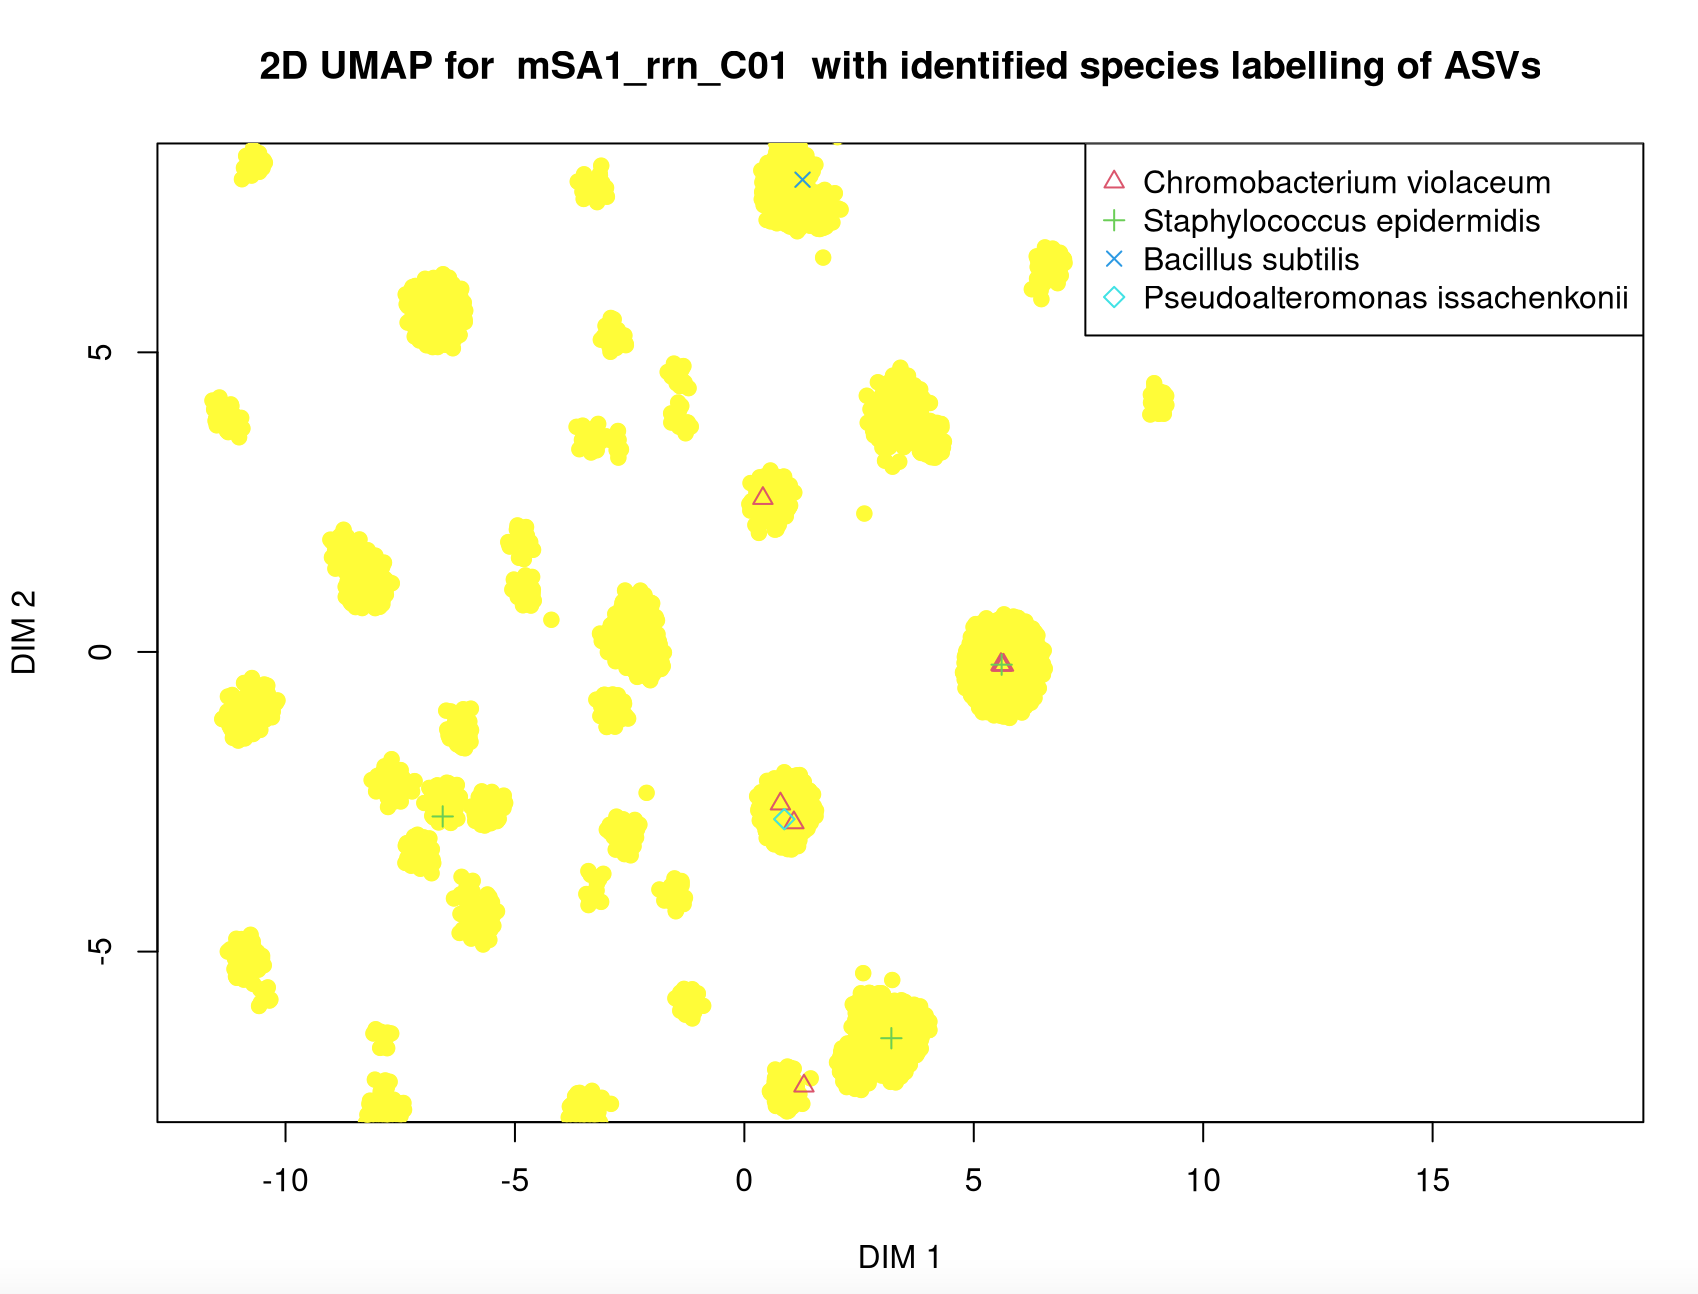 2D UMAP for  mSA1_rrn_C01  with identified species labelling of ASVs
Chromobacterium violaceum
Staphylococcus epidermidis
Bacillus subtilis
Pseudoalteromonas issachenkonii
5
0
-5
DIM 2
-10 -5 0 5 10 15
DIM 1